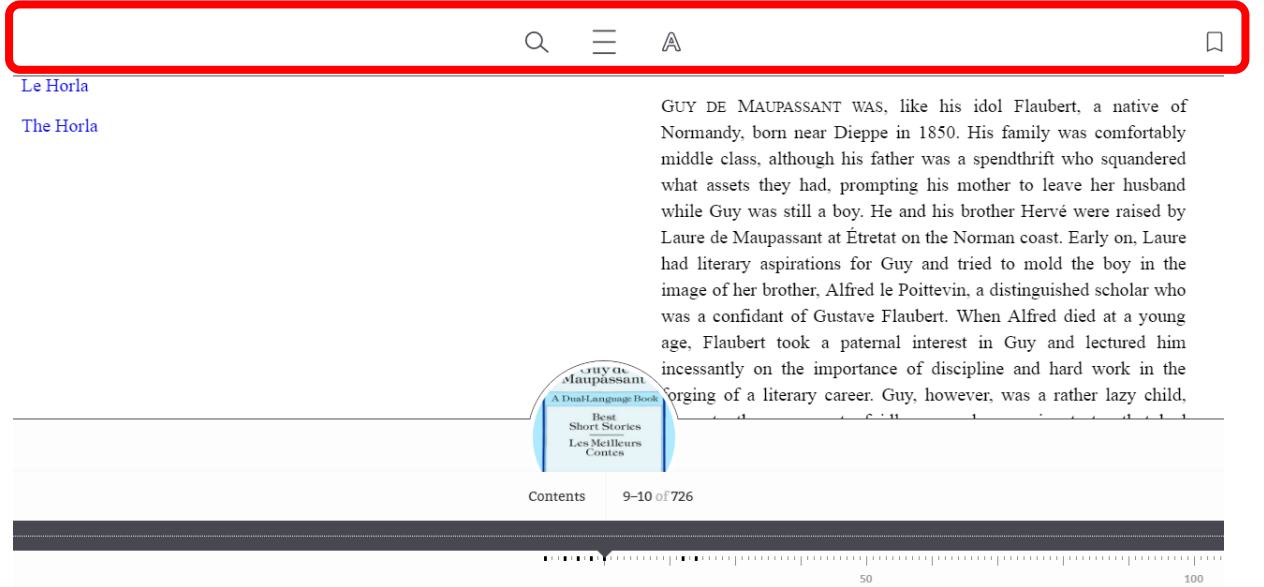 A
Le Horla
The Horla
GUY DE MAUPASSANT WAS, like his idol Flaubert, a native of
Normandy, born near Dieppe in 1850. His family was comfortably
middle class, although his father was a spendthrift who squandered
what assets they had, prompting his mother to leave her husband
while Guy was still a boy. He and his brother Hervé were raised by
Laure de Maupassant at Étretat on the Norman coast. Early on, Laure
had literary aspirations for Guy and tried to mold the boy in the
image of her brother, Alfred le Poittevin, a distinguished scholar who
was a confidant of Gustave Flaubert. When Alfred died at a young
age, Flaubert took a paternal interest in Guy and lectured him
incessantly on the importance of discipline and hard work in the
forging of a literary career. Guy, however, was a rather lazy child,
Guy de
Maupassant
A Dual-Language Book
Best
Short Stories
Les Meilleurs
Contes
Contents
9–10 of 726
50
100